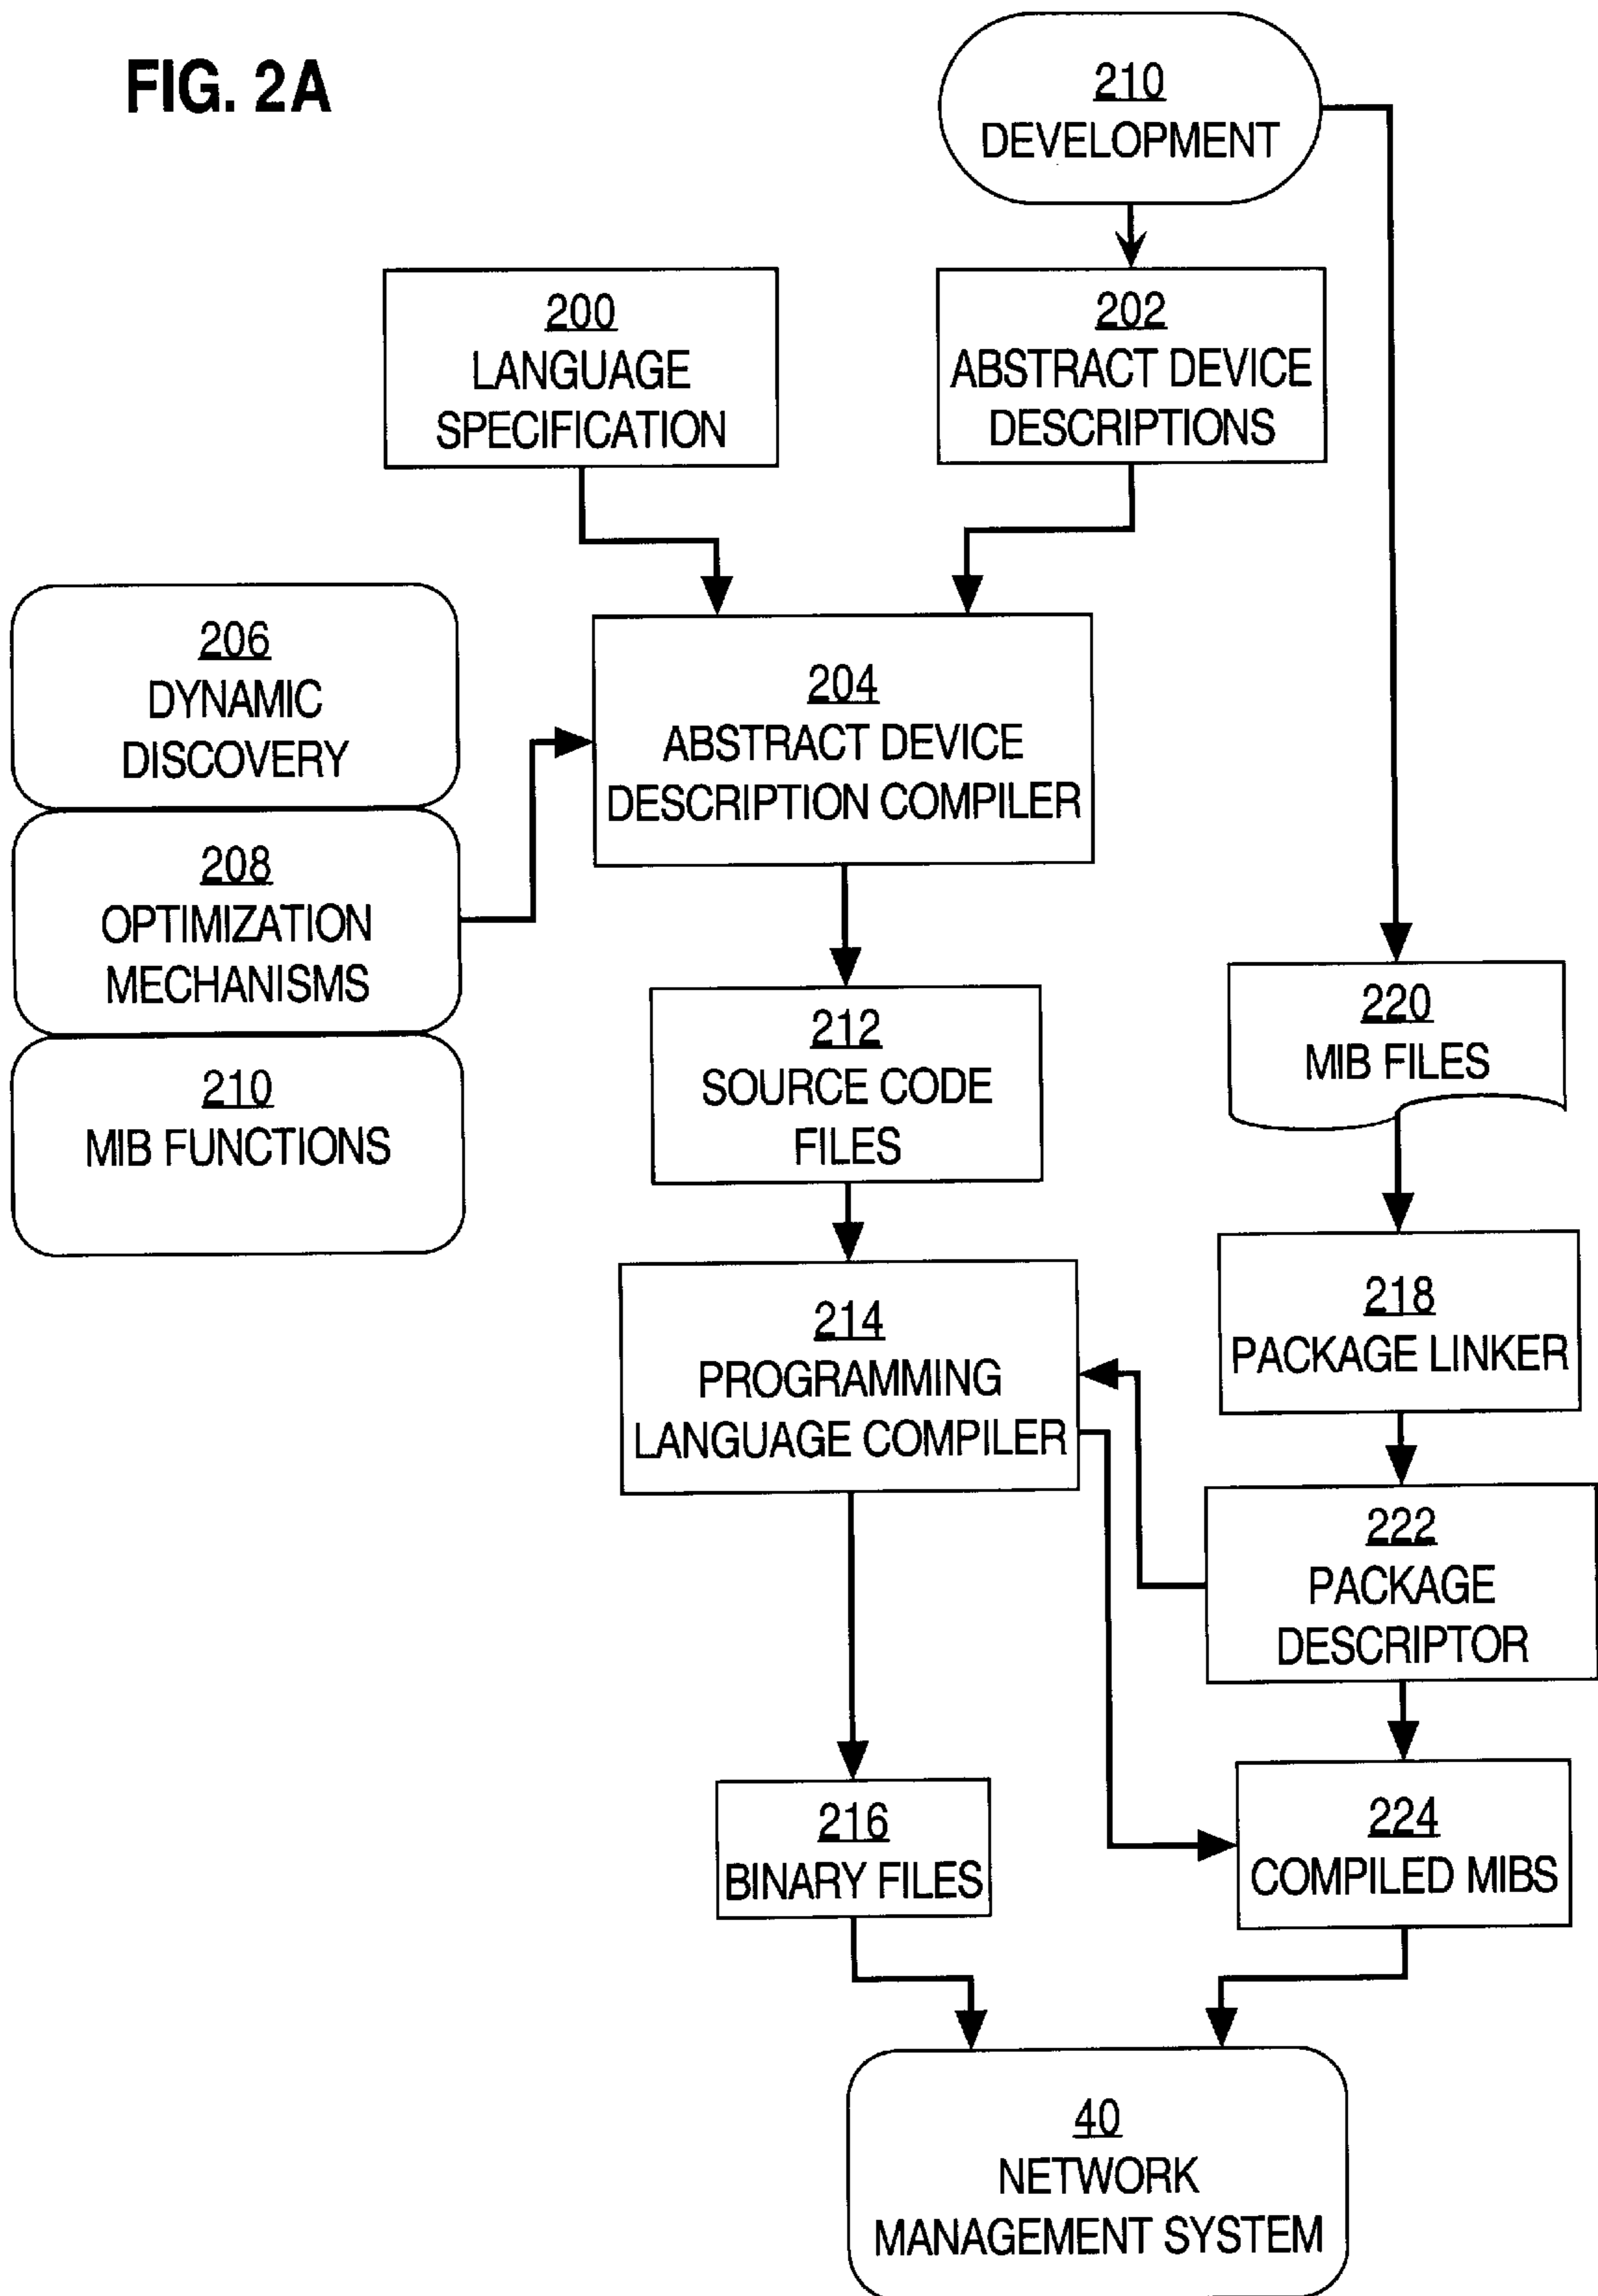 FIG. 2A
210
DEVELOPMENT
200
LANGUAGE
SPECIFICATION
202
ABSTRACT DEVICE
DESCRIPTIONS
206
DYNAMIC
DISCOVERY
204
ABSTRACT DEVICE
DESCRIPTION COMPILER
208
OPTIMIZATION
MECHANISMS
210
MIB FUNCTIONS
212
SOURCE CODE
FILES
220
MIB FILES
214
PROGRAMMING
LANGUAGE COMPILER
218
PACKAGE LINKER
222
PACKAGE
DESCRIPTOR
216
BINARY FILES
224
COMPILED MIBS
40
NETWORK
MANAGEMENT SYSTEM